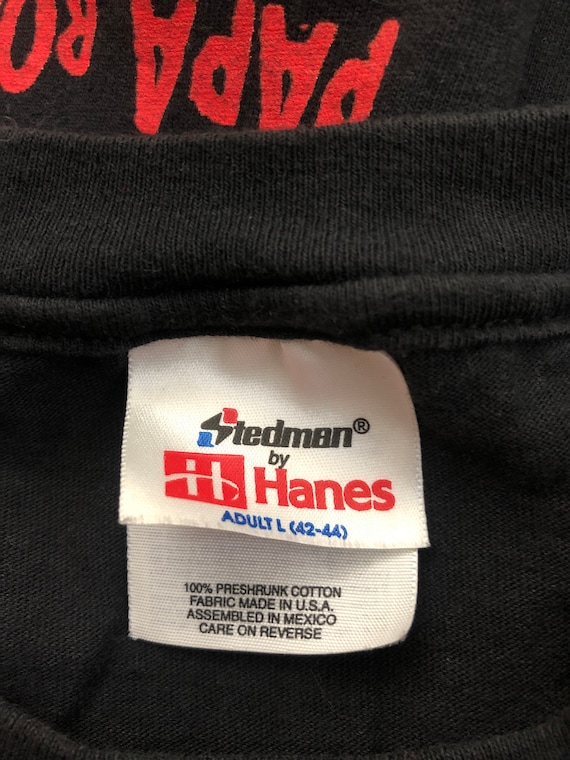 PAPA RO
Stedman®
by
Hanes
ADULT L (42-44)
100% PRESHRUNK COTTON
FABRIC MADE IN U.S.A.
ASSEMBLED IN MEXICO
CARE ON REVERSE